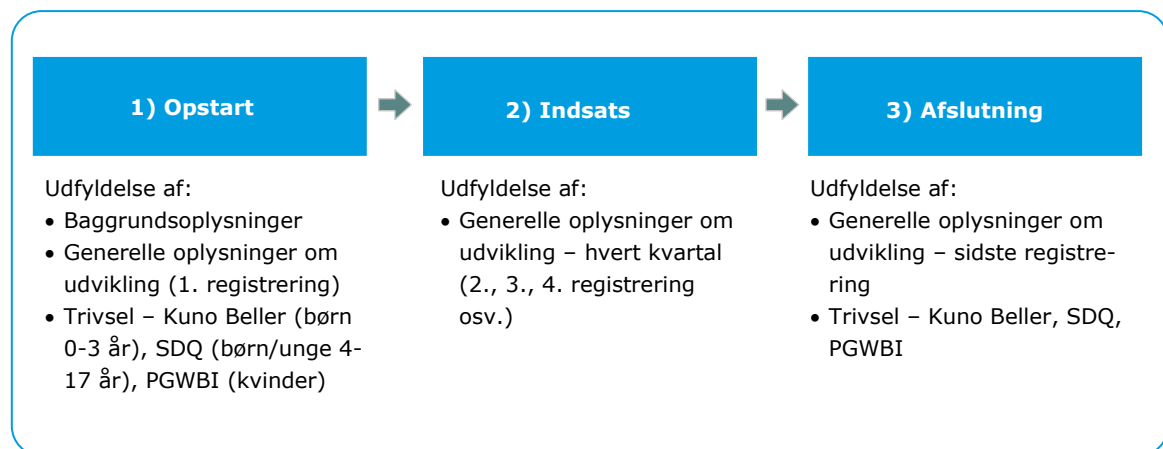 1) Opstart
Udfyldelse af:
• Baggrundsoplysninger
• Generelle oplysninger om
udvikling (1. registrering)
• Trivsel – Kuno Beller (børn
0-3 år), SDQ (børn/unge 4-
17 år), PGWBI (kvinder)
2) Indsats
Udfyldelse af:
• Generelle oplysninger om
udvikling – hvert kvartal
(2., 3., 4. registrering
osv.)
3) Afslutning
Udfyldelse af:
• Generelle oplysninger om
udvikling – sidste registre-
ring
• Trivsel – Kuno Beller, SDQ,
PGWBI